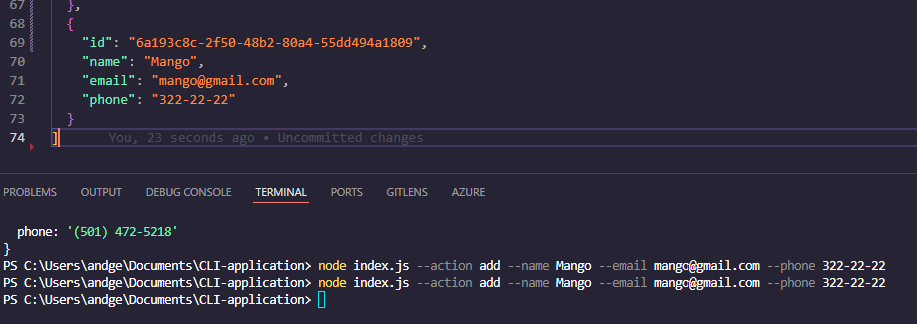 67 },
68 {
69 "id": "6a193c8c-2f50-48b2-80a4-55dd494a1809",
70 "name": "Mango",
71 "email": "mango@gmail.com",
72 "phone": "322-22-22"
73 }
74 ] You, 23 seconds ago • Uncommitted changes
PROBLEMS OUTPUT DEBUG CONSOLE TERMINAL PORTS GITLENS AZURE
phone: '(501) 472-5218'
}
PS C:\Users\andge\Documents\CLI-application> node index.js --action add --name Mango --email mango@gmail.com --phone 322-22-22
PS C:\Users\andge\Documents\CLI-application> node index.js --action add --name Mango --email mango@gmail.com --phone 322-22-22
PS C:\Users\andge\Documents\CLI-application>